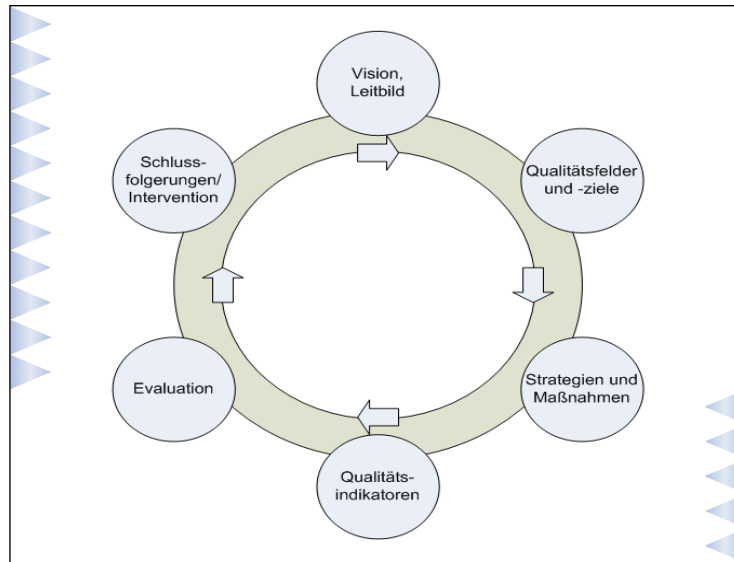 Vision,
Leitbild
Qualitätsfelder
und -ziele
Strategien und
Maßnahmen
Qualitäts-
indikatoren
Evaluation
Schluss-
folgerungen/
Intervention